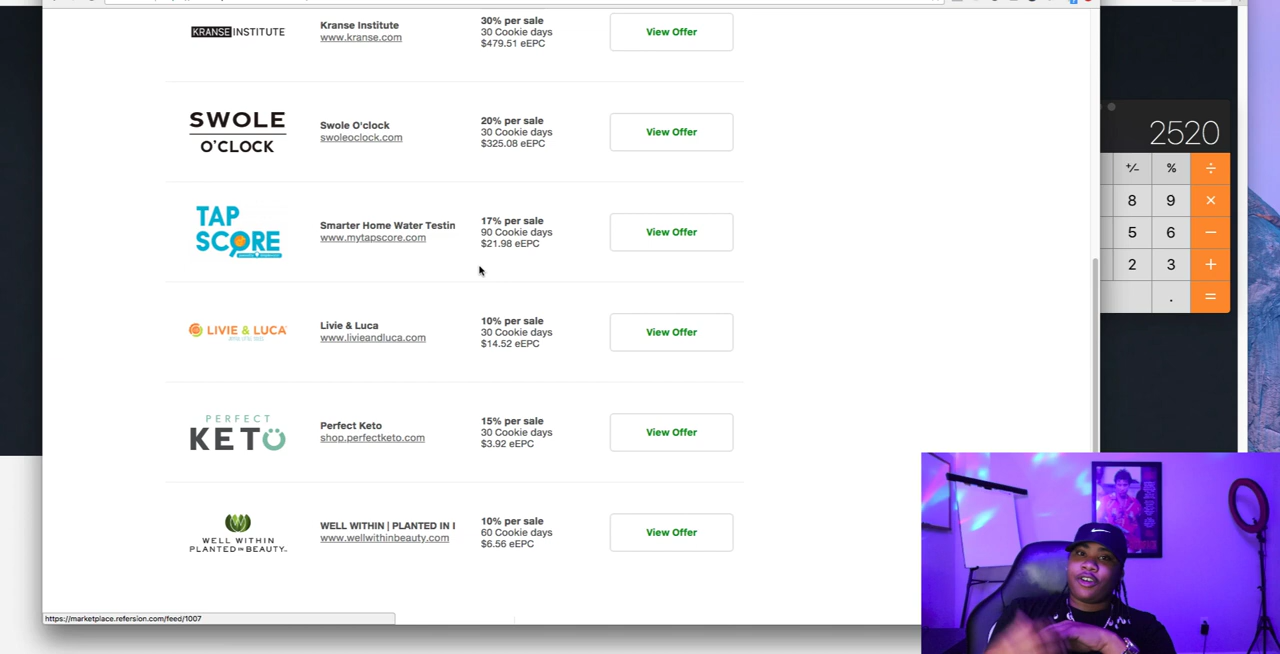 KRANSE INSTITUTE
Kranse Institute
www.kranse.com
30% per sale
30 Cookie days
$479.51 eEPC
View Offer
SWOLE
O'CLOCK
Swole O'clock
swoleoclock.com
20% per sale
30 Cookie days
$325.08 eEPC
View Offer
TAP
SCORE
Smarter Home Water Testin
www.mytapscore.com
17% per sale
90 Cookie days
$21.98 eEPC
View Offer
LIVIE & LUCA
Livie & Luca
www.livieandluca.com
10% per sale
30 Cookie days
$14.52 eEPC
View Offer
PERFECT
KETO
Perfect Keto
shop.perfectketo.com
15% per sale
30 Cookie days
$3.92 eEPC
View Offer
WELL WITHIN
PLANTED IN BEAUTY
WELL WITHIN | PLANTED IN I
www.wellwithinbeauty.com
10% per sale
60 Cookie days
$6.56 eEPC
View Offer
https://marketplace.refersion.com/feed/1007
2520
+/- % ÷
8 9 ×
5 6 −
2 3 +
. =